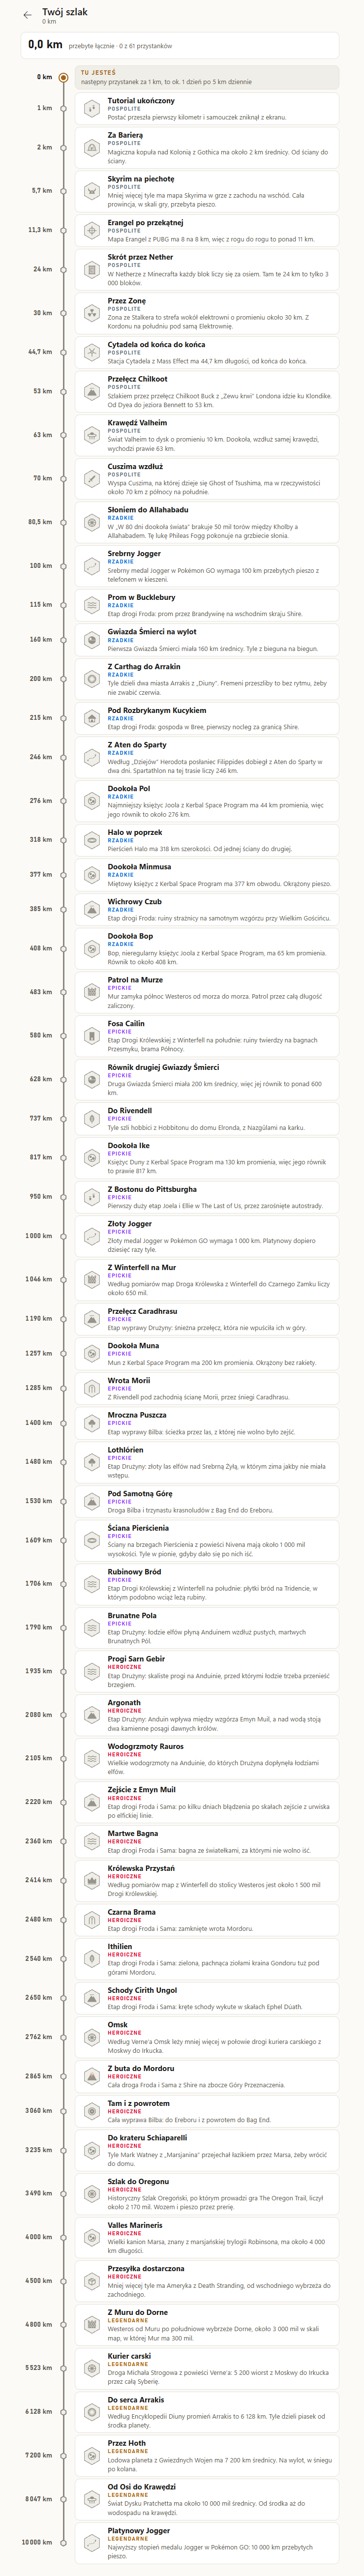 Twój szlak
0 km
0,0 km przebyte łącznie · 0 z 61 przystanków
0 km
TU JESTEŚ
następny przystanek za 1 km, to ok. 1 dzień po 5 km dziennie
1 km
Tutorial ukończony
POSPOLITE
Postać przeszła pierwszy kilometr i samouczek zniknął z ekranu.
2 km
Za Barierą
POSPOLITE
Magiczna kopuła nad Kolonią z Gothica ma około 2 km średnicy. Od ściany do
ściany.
5,7 km
Skyrim na piechotę
POSPOLITE
Mniej więcej tyle ma mapa Skyrima w grze z zachodu na wschód. Cała
prowincja, w skali gry, przebyta pieszo.
11,3 km
Erangel po przekątnej
POSPOLITE
Mapa Erangel z PUBG ma 8 na 8 km, więc z rogu do rogu to ponad 11 km.
24 km
Skrót przez Nether
POSPOLITE
W Netherze z Minecrafta każdy blok liczy się za osiem. Tam te 24 km to tylko 3
000 bloków.
30 km
Przez Zonę
POSPOLITE
Zona ze Stalkera to strefa wokół elektrowni o promieniu około 30 km. Z
Kordonu na południu pod samą Elektrownię.
44,7 km
Cytadela od końca do końca
POSPOLITE
Stacja Cytadela z Mass Effect ma 44,7 km długości, od końca do końca.
53 km
Przełęcz Chilkoot
POSPOLITE
Szlakiem przez przełęcz Chilkoot Buck z „Zewu krwi” Londona idzie ku Klondike.
Od Dyea do jeziora Bennett to 53 km.
63 km
Krawędź Valheim
POSPOLITE
Świat Valheim to dysk o promieniu 10 km. Dookoła, wzdłuż samej krawędzi,
wychodzi prawie 63 km.
70 km
Cuszima wzdłuż
POSPOLITE
Wyspa Cuszima, na której dzieje się Ghost of Tsushima, ma w rzeczywistości
około 70 km z północy na południe.
80,5 km
Słoniem do Allahabadu
RZADKIE
W „W 80 dni dookoła świata” brakuje 50 mil torów między Kholby a
Allahabadem. Tę lukę Phileas Fogg pokonuje na grzbiecie słonia.
100 km
Srebrny Jogger
RZADKIE
Srebrny medal Jogger w Pokémon GO wymaga 100 km przebytych pieszo z
telefonem w kieszeni.
115 km
Prom w Bucklebury
RZADKIE
Etap drogi Froda: prom przez Brandywinę na wschodnim skraju Shire.
160 km
Gwiazda Śmierci na wylot
RZADKIE
Pierwsza Gwiazda Śmierci miała 160 km średnicy. Tyle z bieguna na biegun.
200 km
Z Carthag do Arrakin
RZADKIE
Tyle dzieli dwa miasta Arrakis z „Diuny”. Fremeni przeszliby to bez rytmu, żeby
nie zwabić czerwia.
215 km
Pod Rozbrykanym Kucykiem
RZADKIE
Etap drogi Froda: gospoda w Bree, pierwszy nocleg za granicą Shire.
246 km
Z Aten do Sparty
RZADKIE
Według „Dziejów” Herodota posłaniec Filippides dobiegł z Aten do Sparty w
dwa dni. Spartathlon na tej trasie liczy 246 km.
276 km
Dookoła Pol
RZADKIE
Najmniejszy księżyc Joola z Kerbal Space Program ma 44 km promienia, więc
jego równik to około 276 km.
318 km
Halo w poprzek
RZADKIE
Pierścień Halo ma 318 km szerokości. Od jednej ściany do drugiej.
377 km
Dookoła Minmusa
RZADKIE
Miętowy księżyc z Kerbal Space Program ma 377 km obwodu. Okrążony pieszo.
385 km
Wichrowy Czub
RZADKIE
Etap drogi Froda: ruiny strażnicy na samotnym wzgórzu przy Wielkim Gościńcu.
408 km
Dookoła Bop
RZADKIE
Bop, nieregularny księżyc Joola z Kerbal Space Program, ma 65 km promienia.
Równik to około 408 km.
483 km
Patrol na Murze
EPICKIE
Mur zamyka północ Westeros od morza do morza. Patrol przez całą długość
zaliczony.
580 km
Fosa Cailin
EPICKIE
Etap Drogi Królewskiej z Winterfell na południe: ruiny twierdzy na bagnach
Przesmyku, brama Północy.
628 km
Równik drugiej Gwiazdy Śmierci
EPICKIE
Druga Gwiazda Śmierci miała 200 km średnicy, więc jej równik to ponad 600
km.
737 km
Do Rivendell
EPICKIE
Tyle szli hobbici z Hobbitonu do domu Elronda, z Nazgûlami na karku.
817 km
Dookoła Ike
EPICKIE
Księżyc Duny z Kerbal Space Program ma 130 km promienia, więc jego równik
to prawie 817 km.
950 km
Z Bostonu do Pittsburgha
EPICKIE
Pierwszy duży etap Joela i Ellie w The Last of Us, przez zarośnięte autostrady.
1 000 km
Złoty Jogger
EPICKIE
Złoty medal Jogger w Pokémon GO wymaga 1 000 km. Platynowy dopiero
dziesięć razy tyle.
1 046 km
Z Winterfell na Mur
EPICKIE
Według pomiarów map Droga Królewska z Winterfell do Czarnego Zamku liczy
około 650 mil.
1 190 km
Przełęcz Caradhrasu
EPICKIE
Etap wyprawy Drużyny: śnieżna przełęcz, która nie wpuściła ich w góry.
1 257 km
Dookoła Muna
EPICKIE
Mun z Kerbal Space Program ma 200 km promienia. Okrążony bez rakiety.
1 285 km
Wrota Morii
EPICKIE
Z Rivendell pod zachodnią ścianę Morii, przez śniegi Caradhrasu.
1 400 km
Mroczna Puszcza
EPICKIE
Etap wyprawy Bilba: ścieżka przez las, z której nie wolno było zejść.
1 480 km
Lothlórien
EPICKIE
Etap Drużyny: złoty las elfów nad Srebrną Żyłą, w którym zima jakby nie miała
wstępu.
1 530 km
Pod Samotną Górę
EPICKIE
Droga Bilba i trzynastu krasnoludów z Bag End do Ereboru.
1 609 km
Ściana Pierścienia
EPICKIE
Ściany na brzegach Pierścienia z powieści Nivena mają około 1 000 mil
wysokości. Tyle w pionie, gdyby dało się po nich iść.
1 706 km
Rubinowy Bród
EPICKIE
Etap Drogi Królewskiej z Winterfell na południe: płytki bród na Tridencie, w
którym podobno wciąż leżą rubiny.
1 790 km
Brunatne Pola
EPICKIE
Etap Drużyny: łodzie elfów płyną Anduinem wzdłuż pustych, martwych
Brunatnych Pól.
1 935 km
Progi Sarn Gebir
HEROICZNE
Etap Drużyny: skaliste progi na Anduinie, przed którymi łodzie trzeba przenieść
brzegiem.
2 080 km
Argonath
HEROICZNE
Etap Drużyny: Anduin wpływa między wzgórza Emyn Muil, a nad wodą stoją
dwa kamienne posągi dawnych królów.
2 105 km
Wodogrzmoty Rauros
HEROICZNE
Wielkie wodogrzmoty na Anduinie, do których Drużyna dopłynęła łodziami
elfów.
2 220 km
Zejście z Emyn Muil
HEROICZNE
Etap drogi Froda i Sama: po kilku dniach błądzenia po skałach zejście z urwiska
po elfickiej linie.
2 360 km
Martwe Bagna
HEROICZNE
Etap drogi Froda i Sama: bagna ze światełkami, za którymi nie wolno iść.
2 414 km
Królewska Przystań
HEROICZNE
Według pomiarów map z Winterfell do stolicy Westeros jest około 1 500 mil
Drogi Królewskiej.
2 480 km
Czarna Brama
HEROICZNE
Etap drogi Froda i Sama: zamknięte wrota Mordoru.
2 540 km
Ithilien
HEROICZNE
Etap drogi Froda i Sama: zielona, pachnąca ziołami kraina Gondoru tuż pod
górami Mordoru.
2 650 km
Schody Cirith Ungol
HEROICZNE
Etap drogi Froda i Sama: kręte schody wykute w skałach Ephel Dúath.
2 762 km
Omsk
HEROICZNE
Według Verne'a Omsk leży mniej więcej w połowie drogi kuriera carskiego z
Moskwy do Irkucka.
2 865 km
Z buta do Mordoru
HEROICZNE
Cała droga Froda i Sama z Shire na zbocze Góry Przeznaczenia.
3 060 km
Tam i z powrotem
HEROICZNE
Cała wyprawa Bilba: do Ereboru i z powrotem do Bag End.
3 235 km
Do krateru Schiaparelli
HEROICZNE
Tyle Mark Watney z „Marsjanina” przejechał łazikiem przez Marsa, żeby wrócić
do domu.
3 490 km
Szlak do Oregonu
HEROICZNE
Historyczny Szlak Oregoński, po którym prowadzi gra The Oregon Trail, liczył
około 2 170 mil. Wozem i pieszo przez prerię.
4 000 km
Valles Marineris
HEROICZNE
Wielki kanion Marsa, znany z marsjańskiej trylogii Robinsona, ma około 4 000
km długości.
4 500 km
Przesyłka dostarczona
HEROICZNE
Mniej więcej tyle ma Ameryka z Death Stranding, od wschodniego wybrzeża do
zachodniego.
4 800 km
Z Muru do Dorne
LEGENDARNE
Westeros od Muru po południowe wybrzeże Dorne, około 3 000 mil w skali
map, w której Mur ma 300 mil.
5 523 km
Kurier carski
LEGENDARNE
Droga Michała Strogowa z powieści Verne'a: 5 200 wiorst z Moskwy do Irkucka
przez całą Syberię.
6 128 km
Do serca Arrakis
LEGENDARNE
Według Encyklopedii Diuny promień Arrakis to 6 128 km. Tyle dzieli piasek od
środka planety.
7 200 km
Przez Hoth
LEGENDARNE
Lodowa planeta z Gwiezdnych Wojen ma 7 200 km średnicy. Na wylot, w śniegu
po kolana.
8 047 km
Od Osi do Krawędzi
LEGENDARNE
Świat Dysku Pratchetta ma około 10 000 mil średnicy. Od środka aż do
wodospadu na krawędzi.
10 000 km
Platynowy Jogger
LEGENDARNE
Najwyższy stopień medalu Jogger w Pokémon GO: 10 000 km przebytych
pieszo.